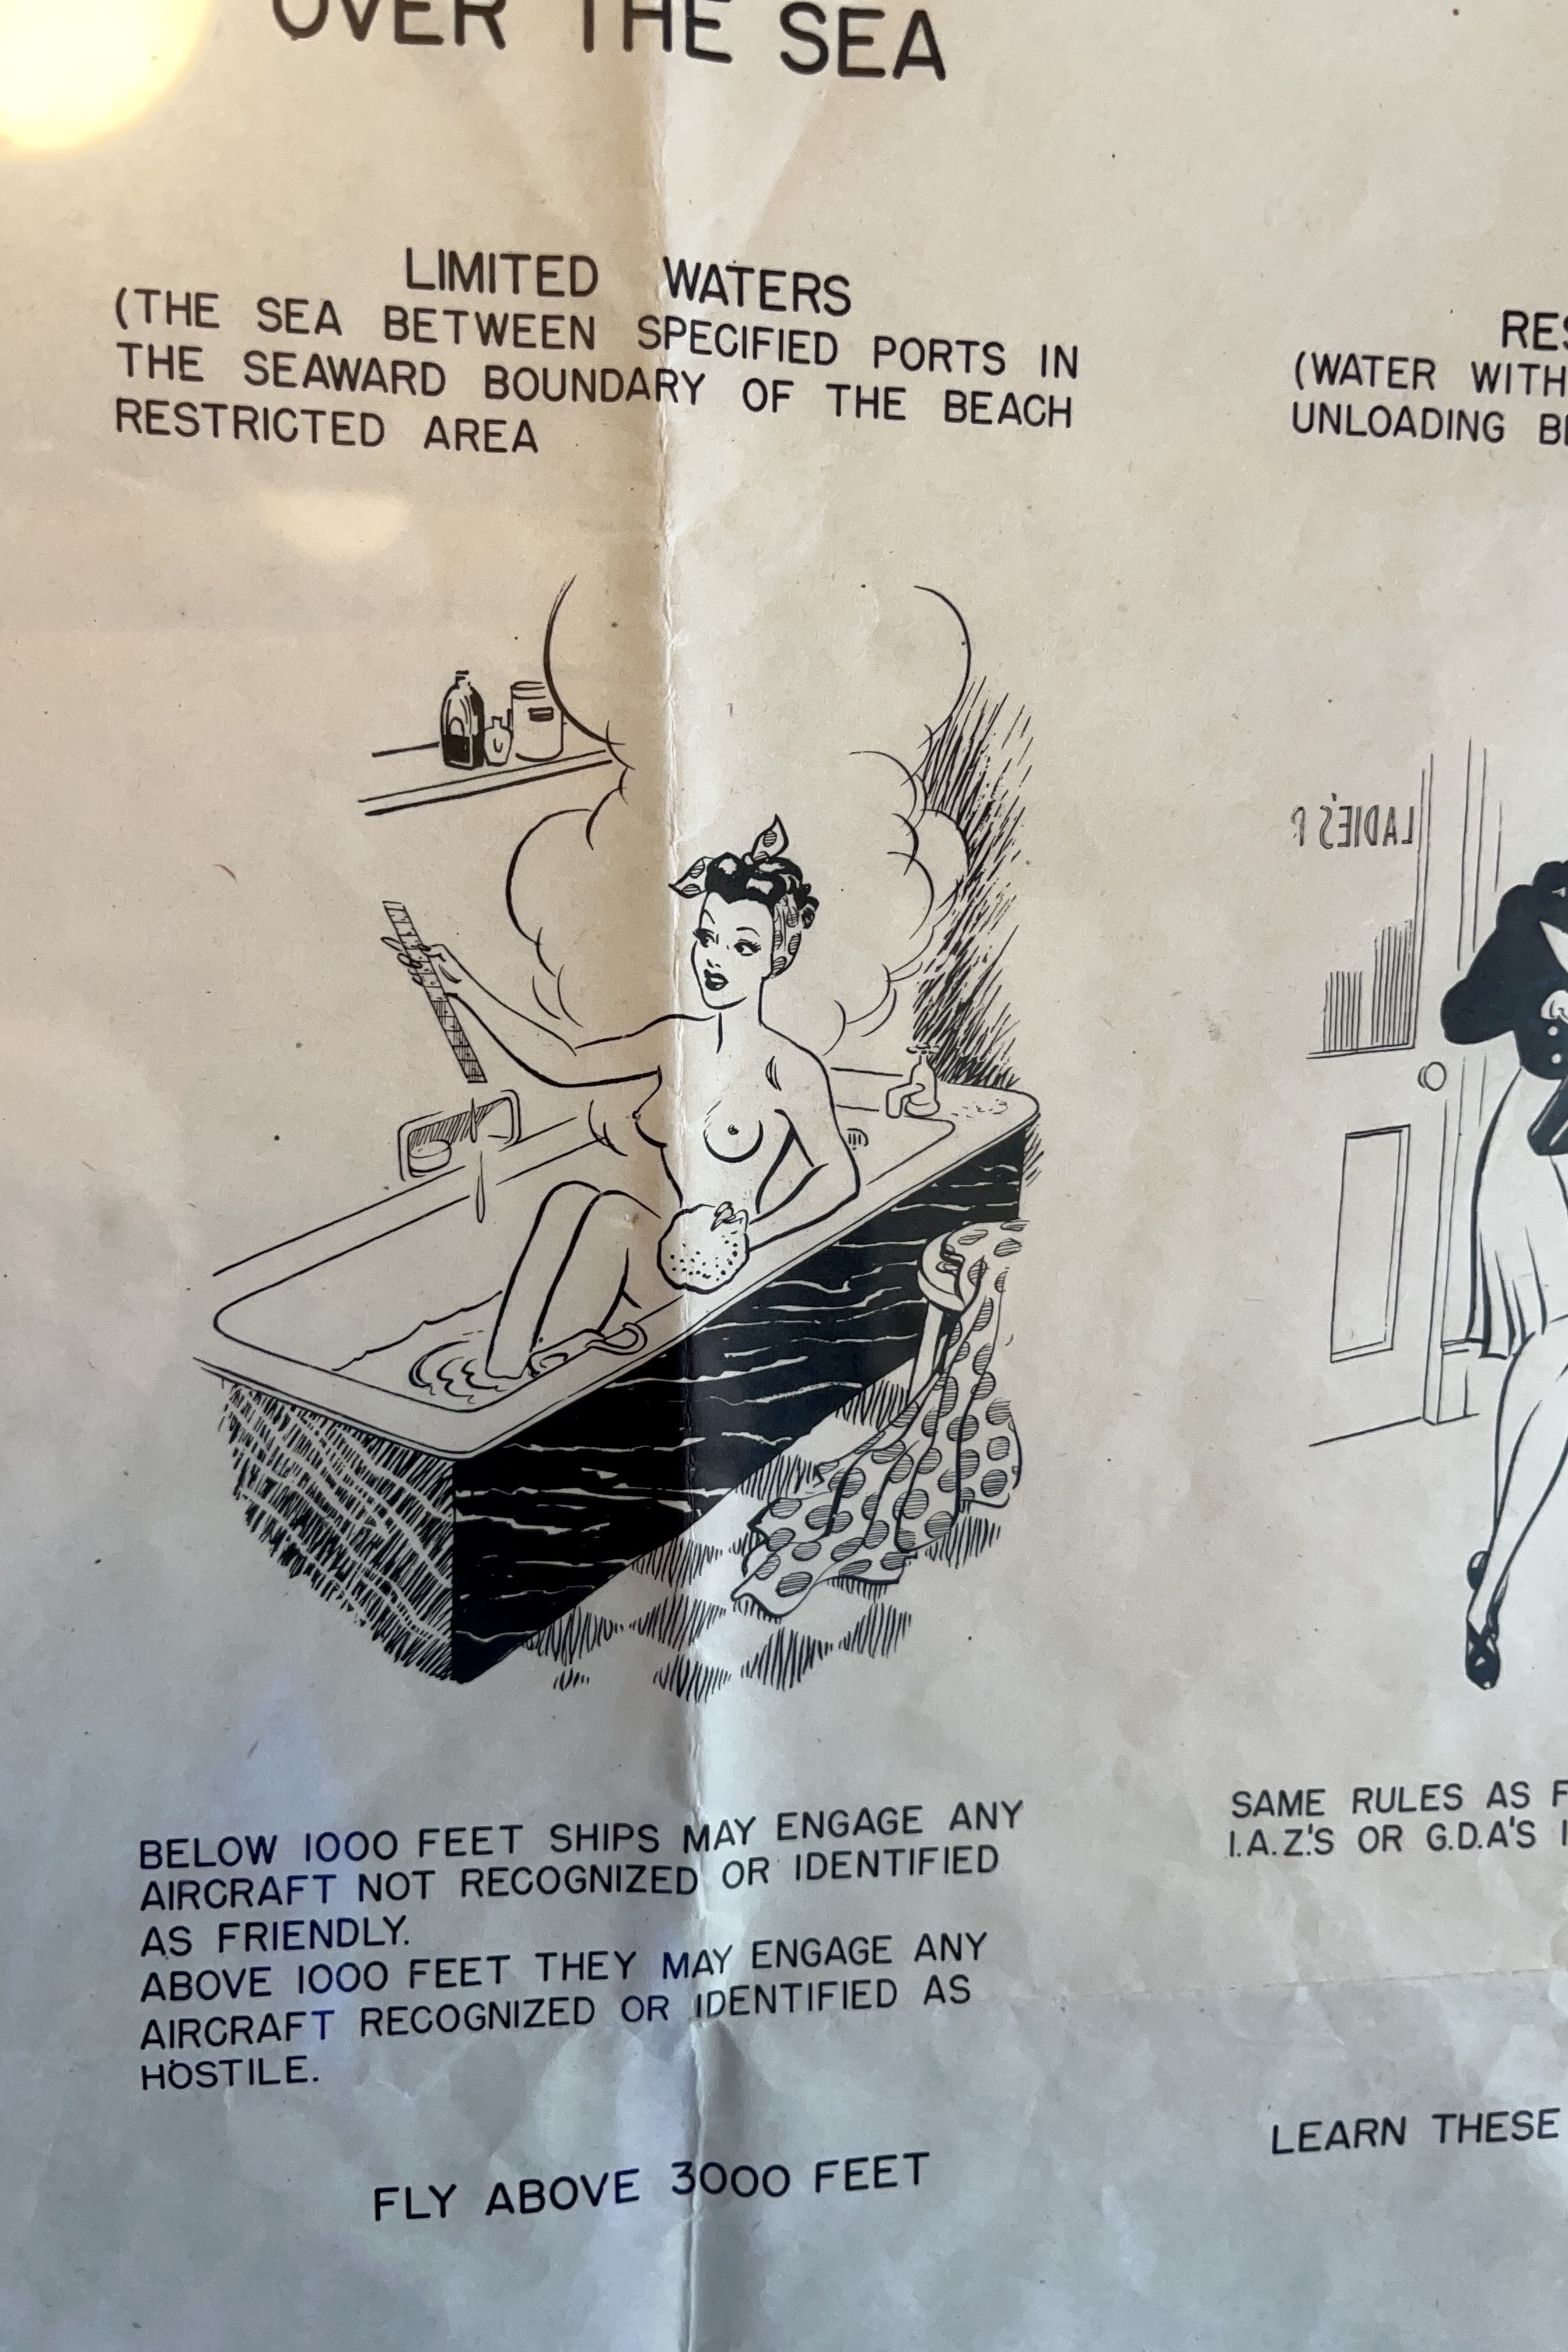 OVER THE SEA
LIMITED WATERS
(THE SEA BETWEEN SPECIFIED PORTS IN
THE SEAWARD BOUNDARY OF THE BEACH
RESTRICTED AREA
BELOW 1000 FEET SHIPS MAY ENGAGE ANY
AIRCRAFT NOT RECOGNIZED OR IDENTIFIED
AS FRIENDLY.
ABOVE 1000 FEET THEY MAY ENGAGE ANY
AIRCRAFT RECOGNIZED OR IDENTIFIED AS
HOSTILE.
FLY ABOVE 3000 FEET
(WATER WITH
UNLOADING
LADIE'S
SAME RULES AS
I.A.Z.'S OR G.D.A'S
LEARN THESE